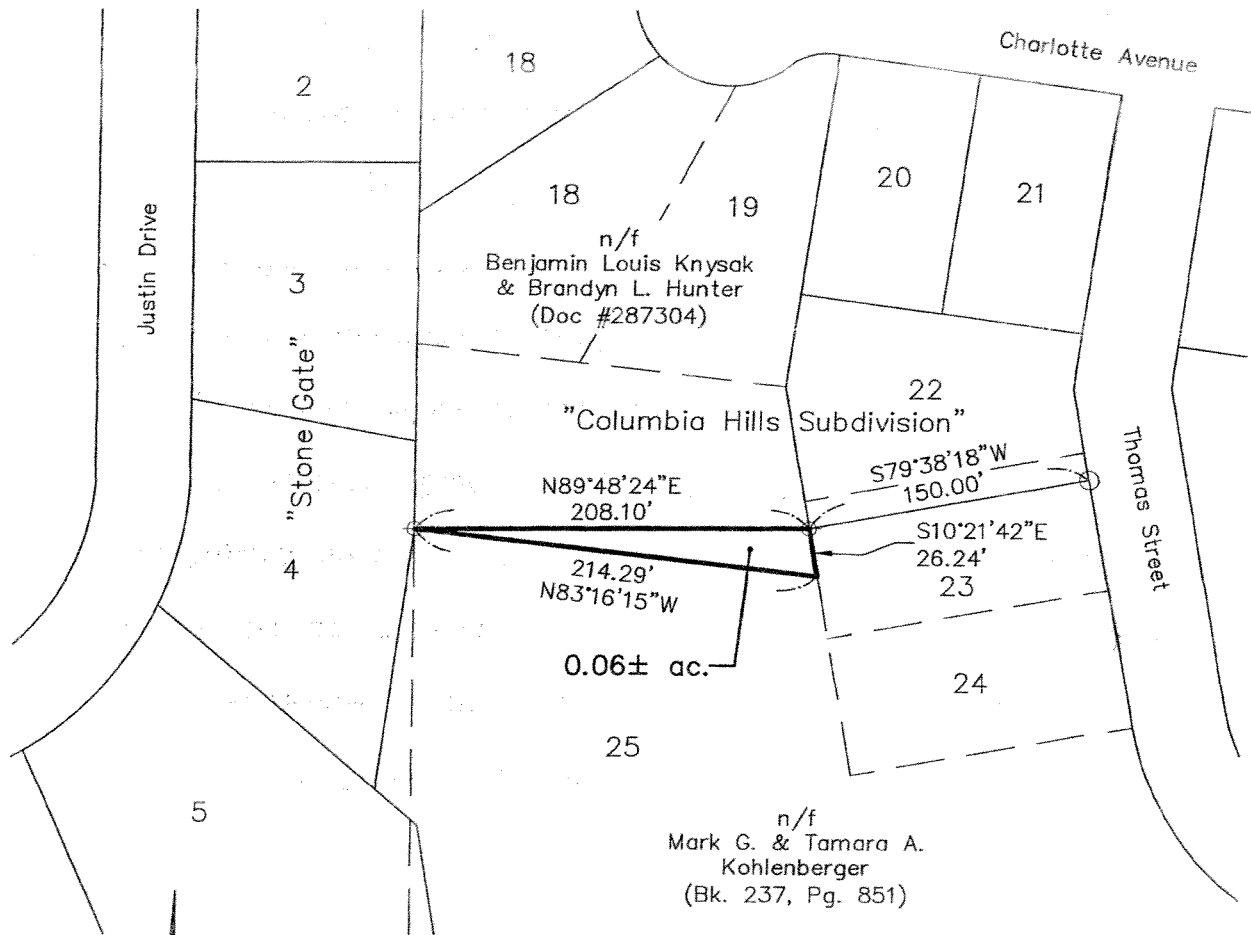 Charlotte Avenue
2
18
18
19
20
21
Justin Drive
3
n/f
Benjamin Louis Knysak
& Brandyn L. Hunter
(Doc #287304)
"Stone Gate"
22
"Columbia Hills Subdivision"
Thomas Street
S79°38'18"W
150.00'
N89°48'24"E
208.10'
S10°21'42"E
26.24'
4
214.29'
N83°16'15"W
23
0.06± ac.
24
25
5
n/f
Mark G. & Tamara A.
Kohlenberger
(Bk. 237, Pg. 851)